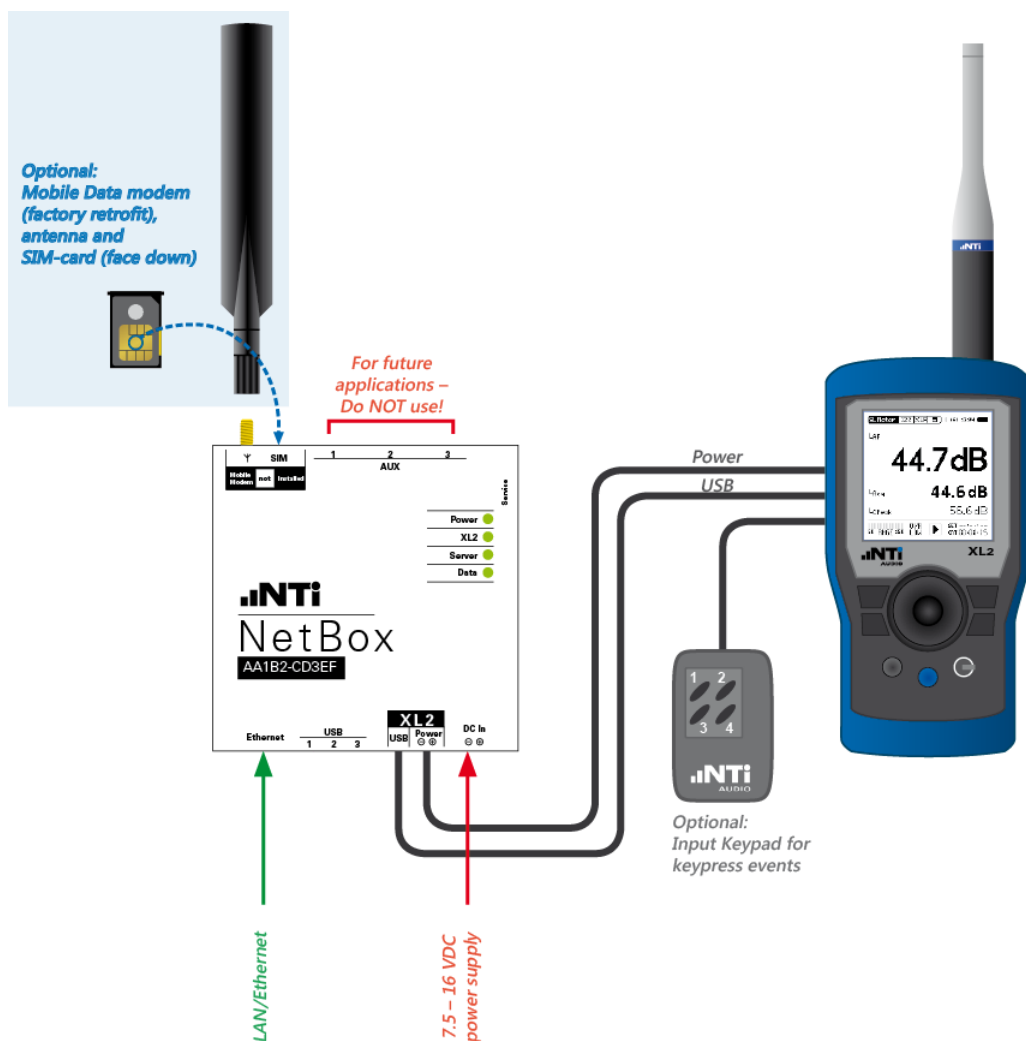 Optional:
Mobile Data modem
(factory retrofit),
antenna and
SIM-card (face down)
For future
applications –
Do NOT use!
SIM
Mobile Modem not Installed
1 2 3
AUX
Service
Power
XL2
Server
Data
NTi
NetBox
AA1B2-CD3EF
Ethernet
USB
1 2 3
XL2
USB Power
⊖ ⊕
DC In
⊖ ⊕
LAN/Ethernet
7.5 – 16 VDC
power supply
Power
USB
1 2
3 4
NTi
AUDIO
Optional:
Input Keypad for
keypress events
NTi
SLMeter
LAF
44.7dB
44.6dB
55.6dB
NTi
AUDIO
XL2